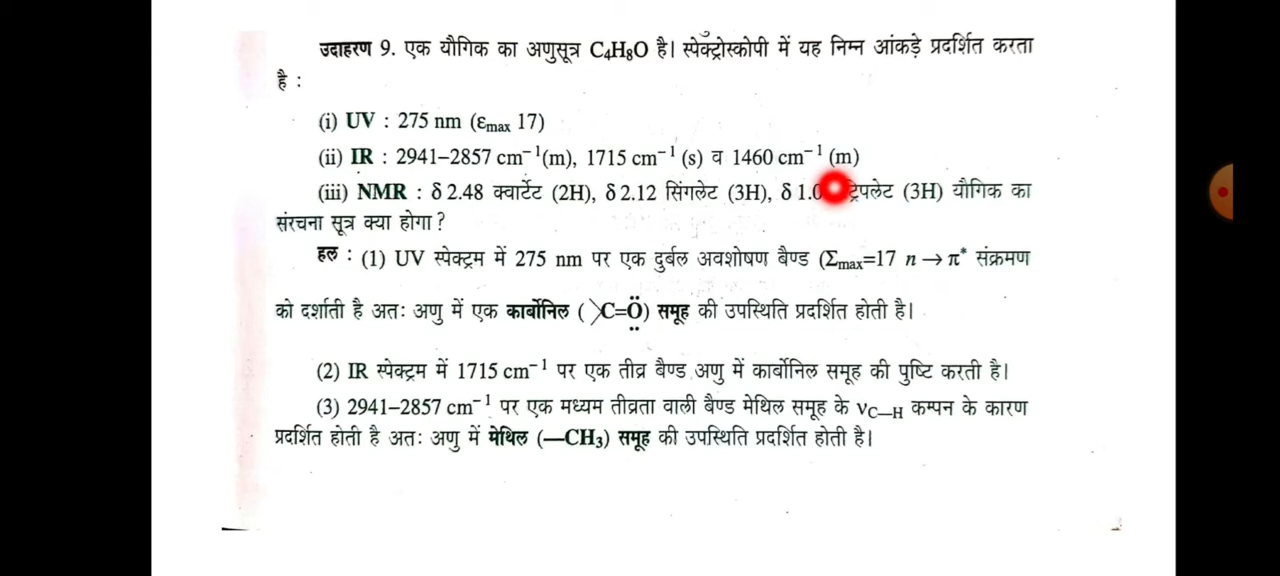 उदाहरण 9. एक यौगिक का अणुसूत्र C₄H₈O है। स्पेक्ट्रोस्कोपी में यह निम्न आंकड़े प्रदर्शित करता
है :
(i) UV : 275 nm (εmax 17)
(ii) IR : 2941–2857 cm⁻¹(m), 1715 cm⁻¹ (s) व 1460 cm⁻¹ (m)
(iii) NMR : δ 2.48 क्वार्टेट (2H), δ 2.12 सिंगलेट (3H), δ 1.0 ट्रिपलेट (3H) यौगिक का
संरचना सूत्र क्या होगा ?
हल : (1) UV स्पेक्ट्रम में 275 nm पर एक दुर्बल अवशोषण बैण्ड (Σmax=17 n → π* संक्रमण
को दर्शाती है अतः अणु में एक कार्बोनिल ( >C=Ö) समूह की उपस्थिति प्रदर्शित होती है।
(2) IR स्पेक्ट्रम में 1715 cm⁻¹ पर एक तीव्र बैण्ड अणु में कार्बोनिल समूह की पुष्टि करती है।
(3) 2941–2857 cm⁻¹ पर एक मध्यम तीव्रता वाली बैण्ड मेथिल समूह के νC—H कम्पन के कारण
प्रदर्शित होती है अतः अणु में मेथिल (—CH₃) समूह की उपस्थिति प्रदर्शित होती है।